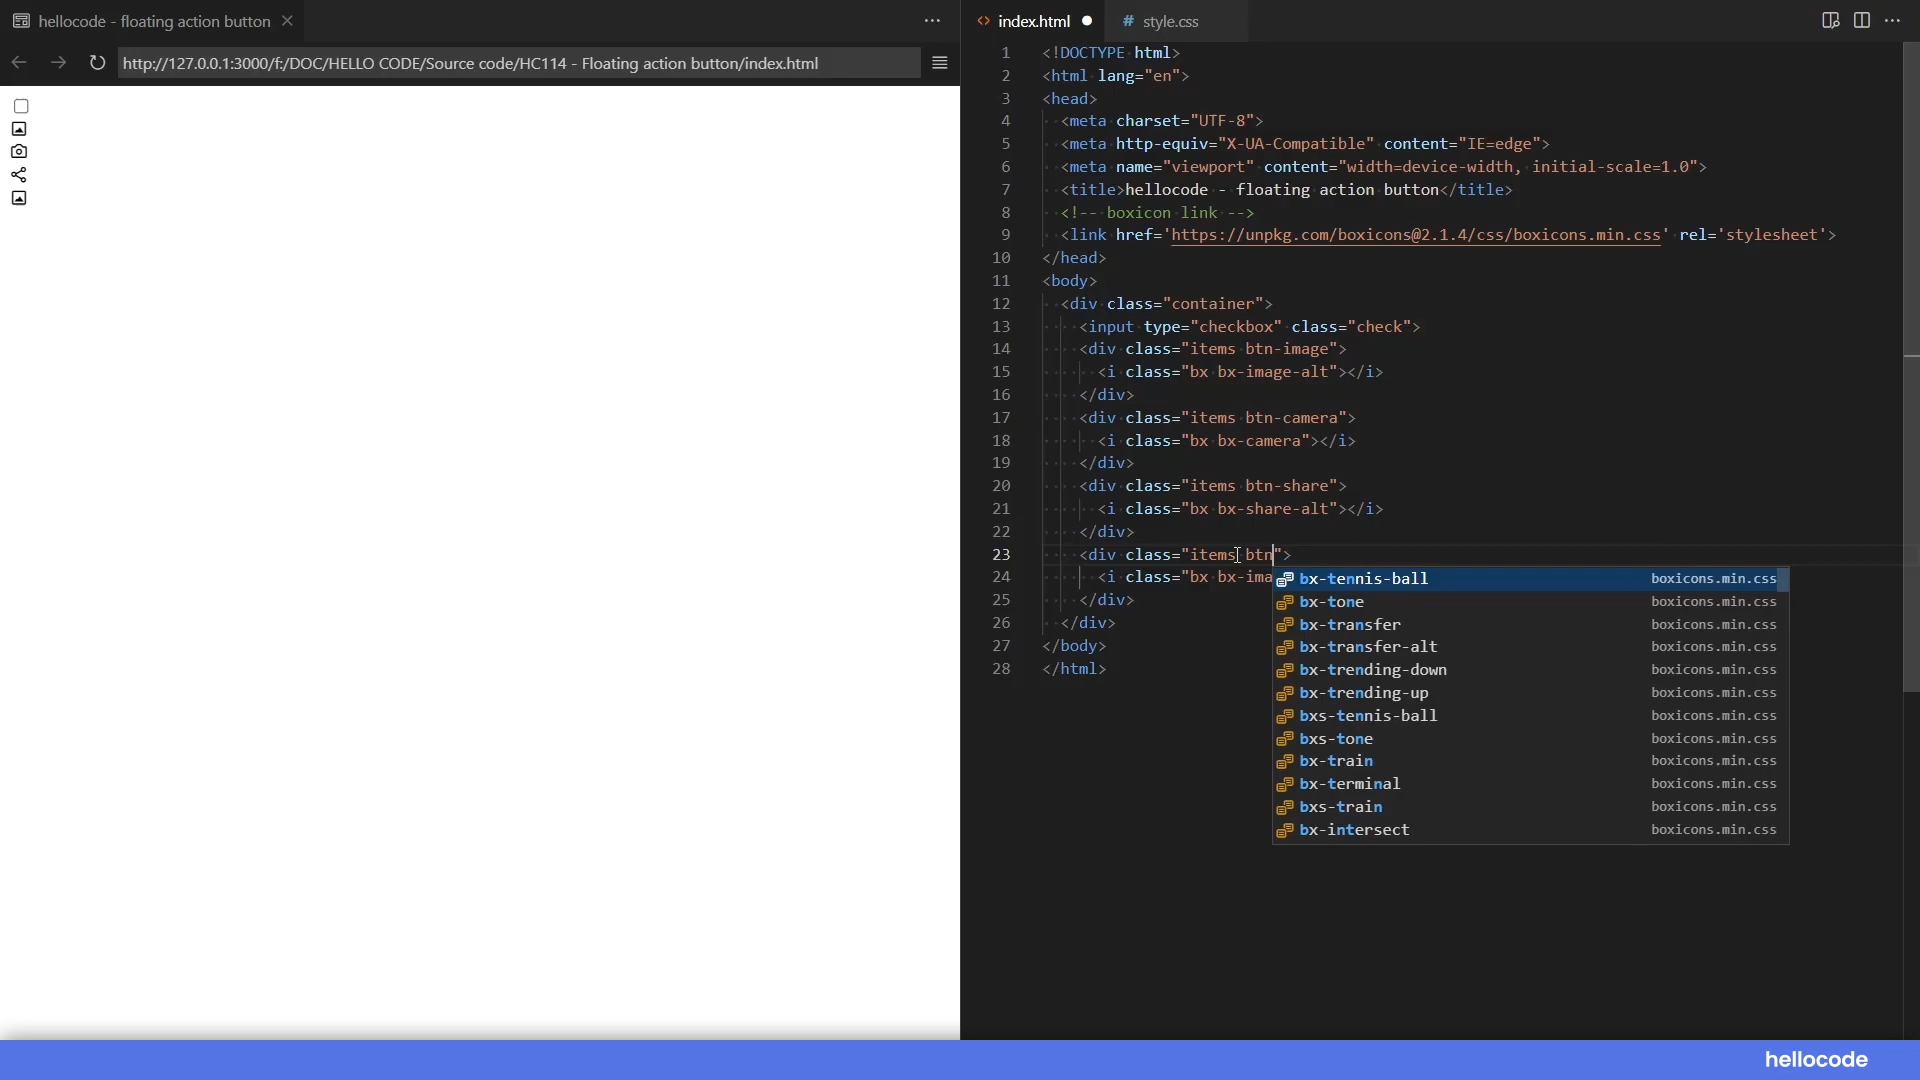 hellocode - floating action button
http://127.0.0.1:3000/f:/DOC/HELLO CODE/Source code/HC114 - Floating action button/index.html
index.html
# style.css
1 <!DOCTYPE html>
2 <html lang="en">
3 <head>
4 <meta charset="UTF-8">
5 <meta http-equiv="X-UA-Compatible" content="IE=edge">
6 <meta name="viewport" content="width=device-width, initial-scale=1.0">
7 <title>hellocode - floating action button</title>
8 <!-- boxicon link -->
9 <link href='https://unpkg.com/boxicons@2.1.4/css/boxicons.min.css' rel='stylesheet'>
10 </head>
11 <body>
12 <div class="container">
13 <input type="checkbox" class="check">
14 <div class="items btn-image">
15 <i class="bx bx-image-alt"></i>
16 </div>
17 <div class="items btn-camera">
18 <i class="bx bx-camera"></i>
19 </div>
20 <div class="items btn-share">
21 <i class="bx bx-share-alt"></i>
22 </div>
23 <div class="items btn">
24 <i class="bx bx-ima
25 </div>
26 </div>
27 </body>
28 </html>
bx-tennis-ball boxicons.min.css
bx-tone boxicons.min.css
bx-transfer boxicons.min.css
bx-transfer-alt boxicons.min.css
bx-trending-down boxicons.min.css
bx-trending-up boxicons.min.css
bxs-tennis-ball boxicons.min.css
bxs-tone boxicons.min.css
bx-train boxicons.min.css
bx-terminal boxicons.min.css
bxs-train boxicons.min.css
bx-intersect boxicons.min.css
hellocode